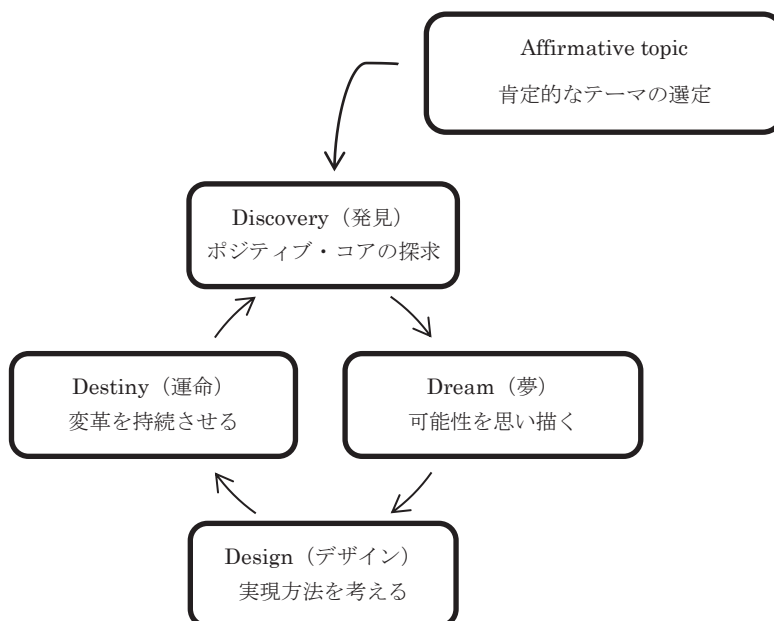 Affirmative topic
肯定的なテーマの選定
Discovery（発見）
ポジティブ・コアの探求
Destiny（運命）
変革を持続させる
Dream（夢）
可能性を思い描く
Design（デザイン）
実現方法を考える